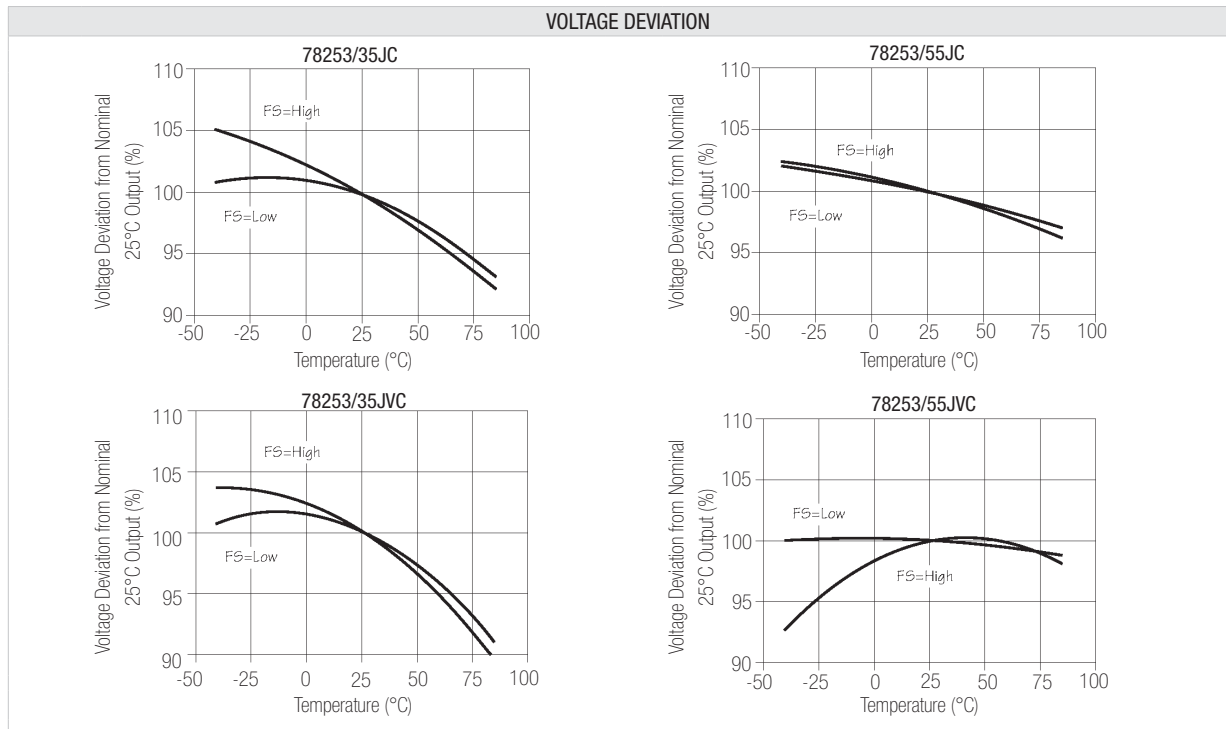 VOLTAGE DEVIATION
78253/35JC
Voltage Deviation from Nominal
25°C Output (%)
110
105
100
95
90
FS=High
FS=Low
-50
-25
0
25
50
75
100
Temperature (°C)
78253/55JC
Voltage Deviation from Nominal
25°C Output (%)
110
105
100
95
90
FS=High
FS=Low
-50
-25
0
25
50
75
100
Temperature (°C)
78253/35JVC
Voltage Deviation from Nominal
25°C Output (%)
110
105
100
95
90
FS=High
FS=Low
-50
-25
0
25
50
75
100
Temperature (°C)
78253/55JVC
Voltage Deviation from Nominal
25°C Output (%)
110
105
100
95
90
FS=Low
FS=High
-50
-25
0
25
50
75
100
Temperature (°C)